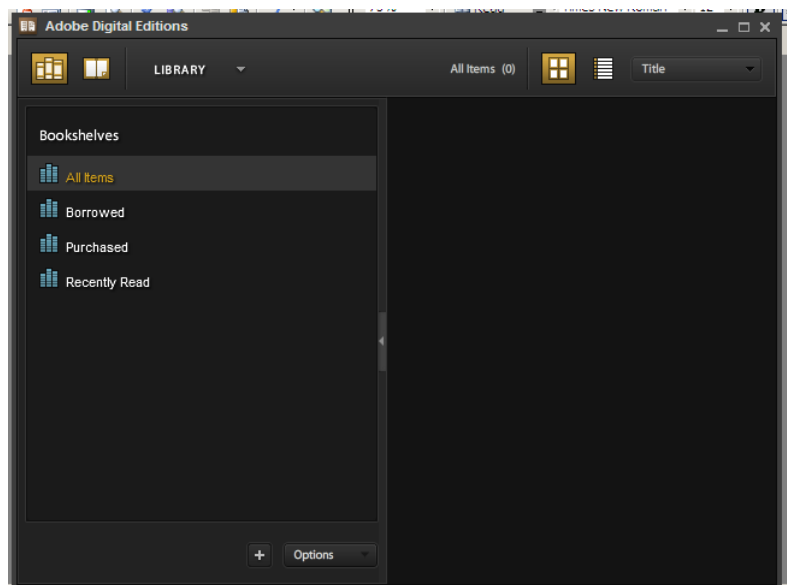 Adobe Digital Editions
LIBRARY
All Items (0)
Title
Bookshelves
All Items
Borrowed
Purchased
Recently Read
+ Options